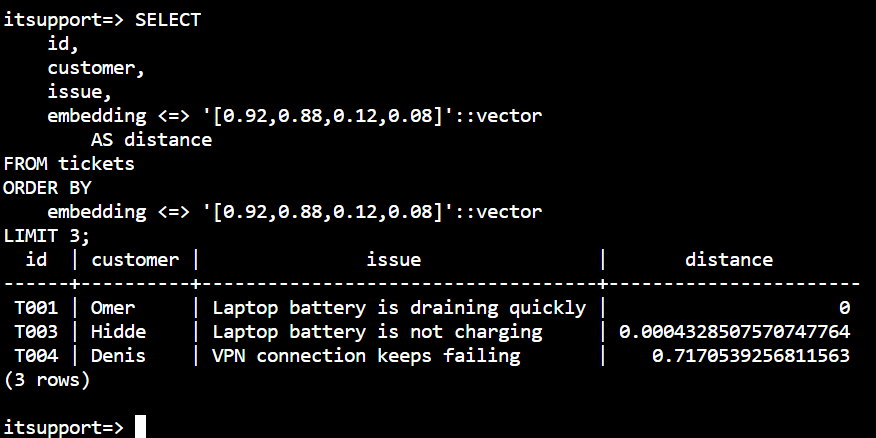 itsupport=> SELECT
    id,
    customer,
    issue,
    embedding <=> '[0.92,0.88,0.12,0.08]'::vector
        AS distance
FROM tickets
ORDER BY
    embedding <=> '[0.92,0.88,0.12,0.08]'::vector
LIMIT 3;
  id  | customer |              issue               |       distance
------+----------+----------------------------------+-----------------------
 T001 | Omer     | Laptop battery is draining quickly |                     0
 T003 | Hidde    | Laptop battery is not charging     | 0.0004328507570747764
 T004 | Denis    | VPN connection keeps failing       |    0.7170539256811563
(3 rows)
itsupport=>